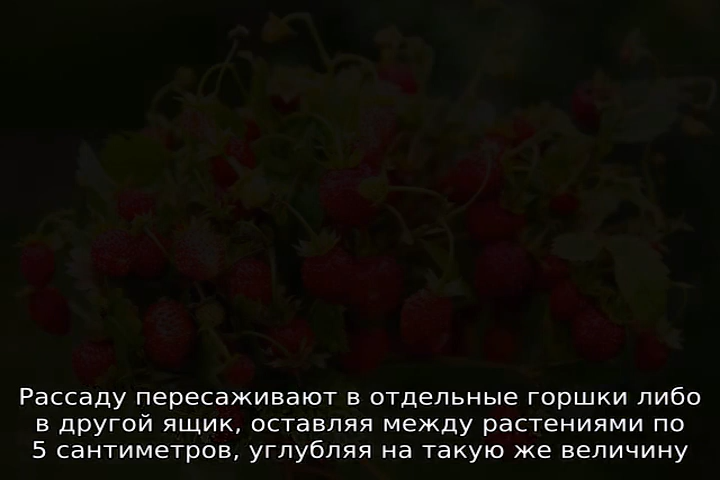 Рассаду пересаживают в отдельные горшки либо
в другой ящик, оставляя между растениями по
5 сантиметров, углубляя на такую же величину